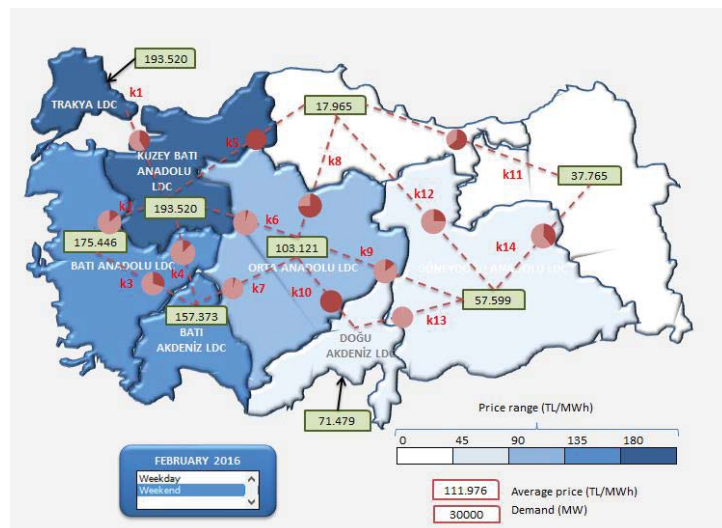 193.520
TRAKYA LDC
k1
17.965
k5
KUZEY BATI
ANADOLU
LDC
k8
k11
37.765
k12
193.520
k6
175.446
103.121
k14
BATI ANADOLU LDC
k4
ORTA ANADOLU LDC
k9
k3
k7
k10
57.599
157.373
k13
BATI
AKDENİZ LDC
DOĞU
AKDENİZ LDC
71.479
Price range (TL/MWh)
0 45 90 135 180
FEBRUARY 2016
Weekday
Weekend
111.976 Average price (TL/MWh)
30000 Demand (MW)